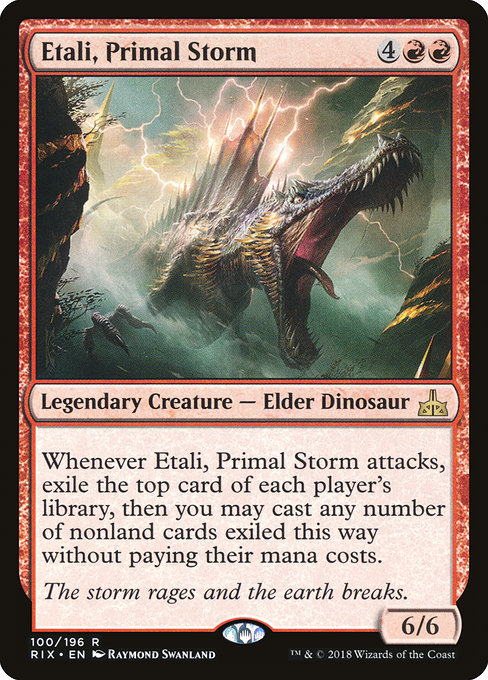 Etali, Primal Storm 4
Legendary Creature — Elder Dinosaur
Whenever Etali, Primal Storm attacks,
exile the top card of each player's
library, then you may cast any number
of nonland cards exiled this way
without paying their mana costs.
The storm rages and the earth breaks.
6/6
100/196 R
RIX • EN Raymond Swanland
™ & © 2018 Wizards of the Coast